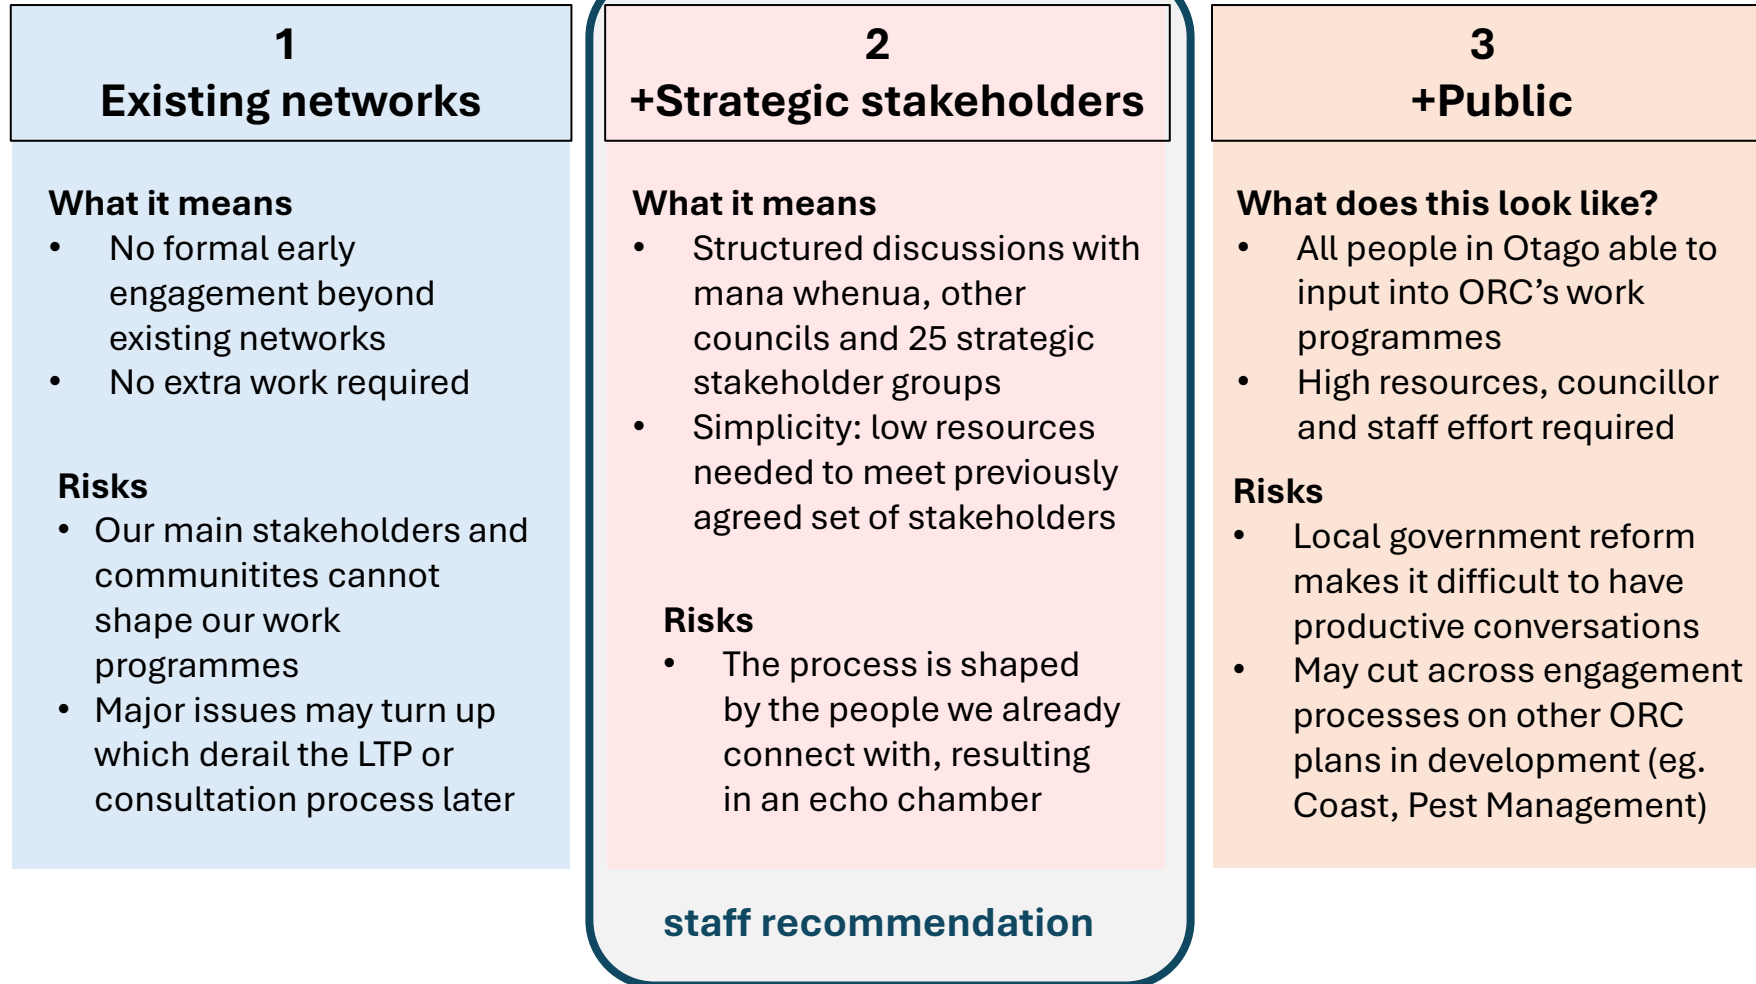 1
Existing networks
What it means
• No formal early
engagement beyond
existing networks
• No extra work required
Risks
• Our main stakeholders and
communitites cannot
shape our work
programmes
• Major issues may turn up
which derail the LTP or
consultation process later
2
+Strategic stakeholders
What it means
• Structured discussions with
mana whenua, other
councils and 25 strategic
stakeholder groups
• Simplicity: low resources
needed to meet previously
agreed set of stakeholders
Risks
• The process is shaped
by the people we already
connect with, resulting
in an echo chamber
staff recommendation
3
+Public
What does this look like?
• All people in Otago able to
input into ORC’s work
programmes
• High resources, councillor
and staff effort required
Risks
• Local government reform
makes it difficult to have
productive conversations
• May cut across engagement
processes on other ORC
plans in development (eg.
Coast, Pest Management)